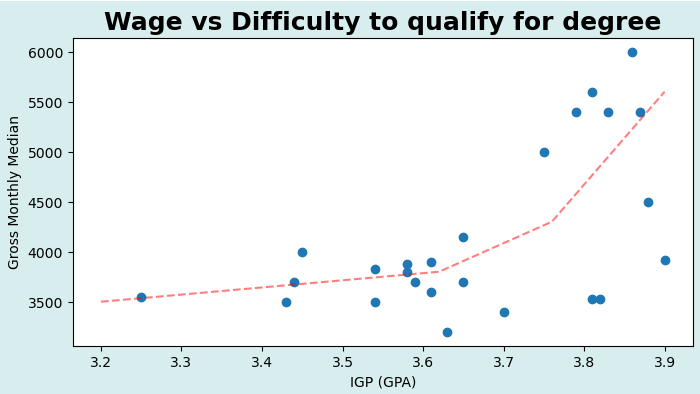 Wage vs Difficulty to qualify for degree
Gross Monthly Median
6000
5500
5000
4500
4000
3500
3.2 3.3 3.4 3.5 3.6 3.7 3.8 3.9
IGP (GPA)